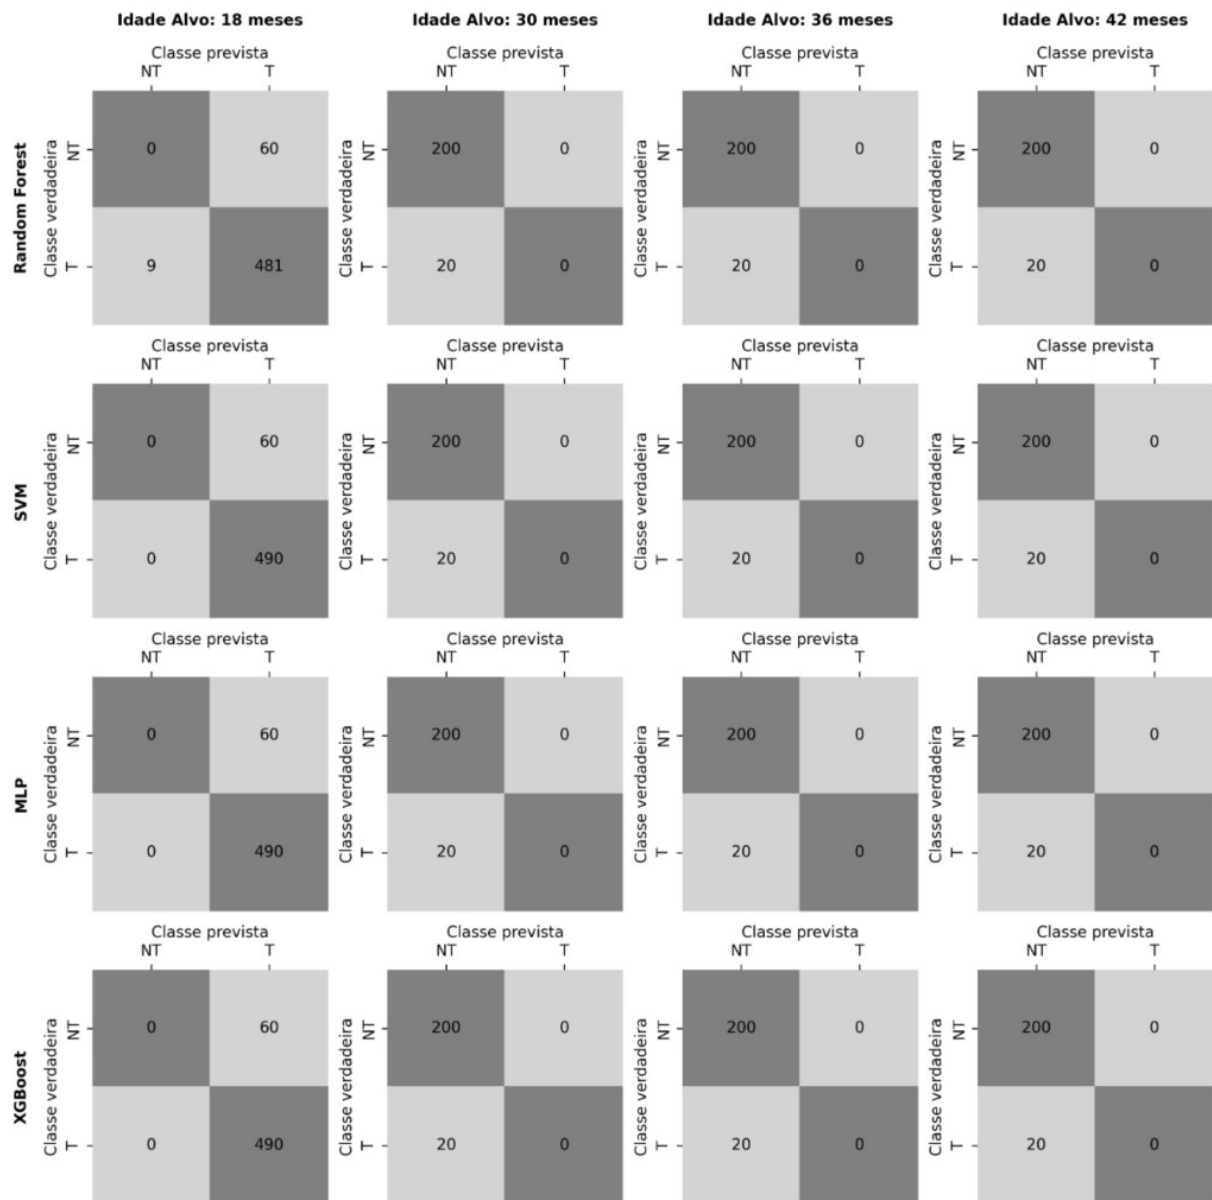 Idade Alvo: 18 meses Idade Alvo: 30 meses Idade Alvo: 36 meses Idade Alvo: 42 meses
Classe prevista Classe prevista Classe prevista Classe prevista
NT T NT T NT T NT T
Random Forest
Classe verdadeira Classe verdadeira Classe verdadeira Classe verdadeira
NT 0 60 NT 200 0 NT 200 0 NT 200 0
T 9 481 T 20 0 T 20 0 T 20 0
Classe prevista Classe prevista Classe prevista Classe prevista
NT T NT T NT T NT T
SVM
Classe verdadeira Classe verdadeira Classe verdadeira Classe verdadeira
NT 0 60 NT 200 0 NT 200 0 NT 200 0
T 0 490 T 20 0 T 20 0 T 20 0
Classe prevista Classe prevista Classe prevista Classe prevista
NT T NT T NT T NT T
MLP
Classe verdadeira Classe verdadeira Classe verdadeira Classe verdadeira
NT 0 60 NT 200 0 NT 200 0 NT 200 0
T 0 490 T 20 0 T 20 0 T 20 0
Classe prevista Classe prevista Classe prevista Classe prevista
NT T NT T NT T NT T
XGBoost
Classe verdadeira Classe verdadeira Classe verdadeira Classe verdadeira
NT 0 60 NT 200 0 NT 200 0 NT 200 0
T 0 490 T 20 0 T 20 0 T 20 0